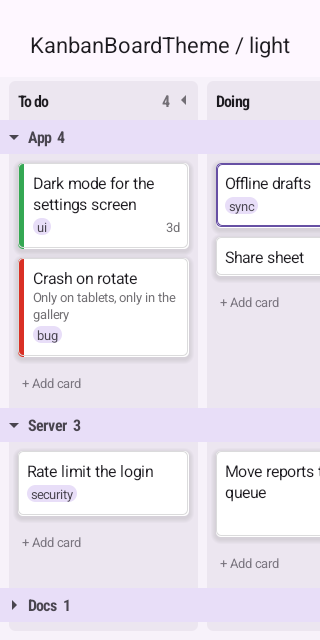 KanbanBoardTheme / light
To do 4
Doing
App 4
Dark mode for the
settings screen
ui 3d
Offline drafts
sync
Share sheet
+ Add card
Crash on rotate
Only on tablets, only in the
gallery
bug
+ Add card
Server 3
Rate limit the login
security
+ Add card
Move reports
queue
+ Add card
Docs 1